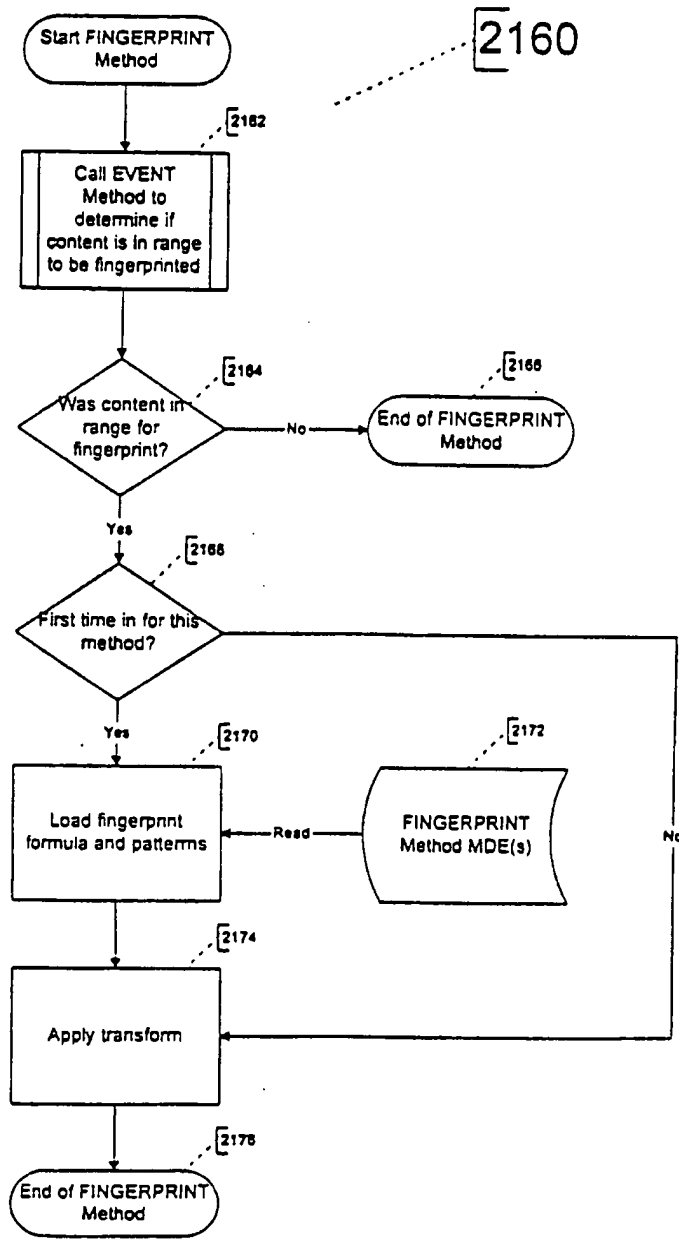 Start FINGERPRINT
Method
2160
2162
Call EVENT
Method to
determine if
content is in range
to be fingerprinted
2164
Was content in
range for
fingerprint?
No
2166
End of FINGERPRINT
Method
Yes
2168
First time in for this
method?
Yes
2170
Load fingerprint
formula and patterns
Read
2172
FINGERPRINT
Method MDE(s)
No
2174
Apply transform
2176
End of FINGERPRINT
Method